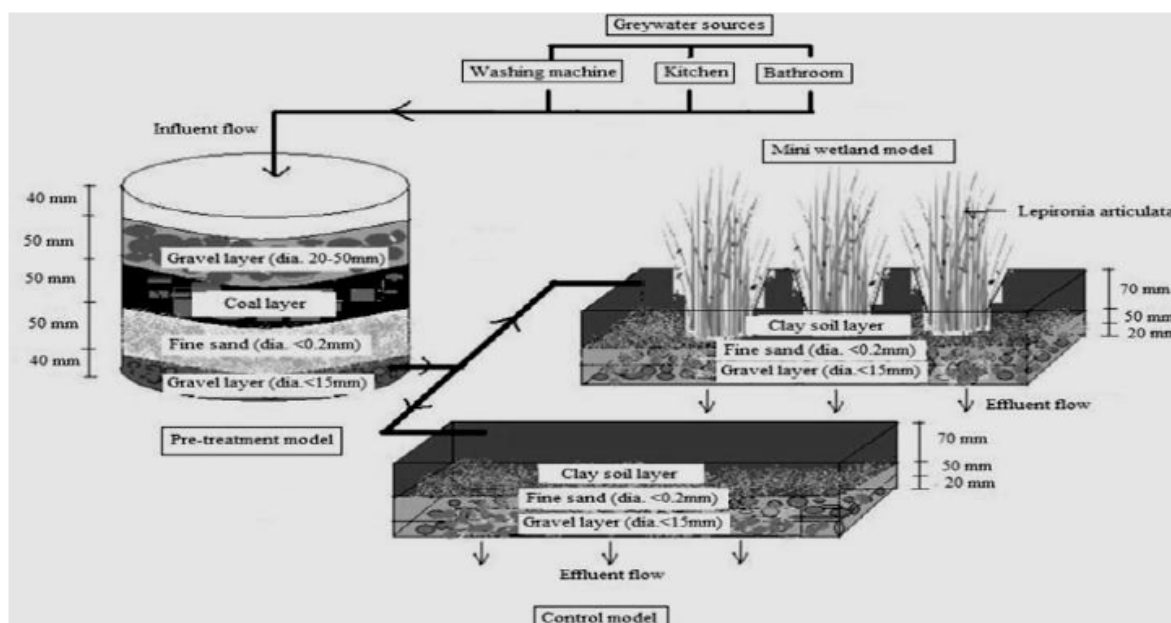 Greywater sources
Washing machine
Kitchen
Bathroom
Influent flow
Mini wetland model
40 mm
50 mm
50 mm
50 mm
40 mm
Gravel layer (dia. 20-50mm)
Coal layer
Fine sand (dia. <0.2mm)
Gravel layer (dia.<15mm)
Pre-treatment model
Lepironia articulata
70 mm
50 mm
20 mm
Clay soil layer
Fine sand (dia. <0.2mm)
Gravel layer (dia.<15mm)
Effluent flow
70 mm
50 mm
20 mm
Clay soil layer
Fine sand (dia. <0.2mm)
Gravel layer (dia.<15mm)
Effluent flow
Control model